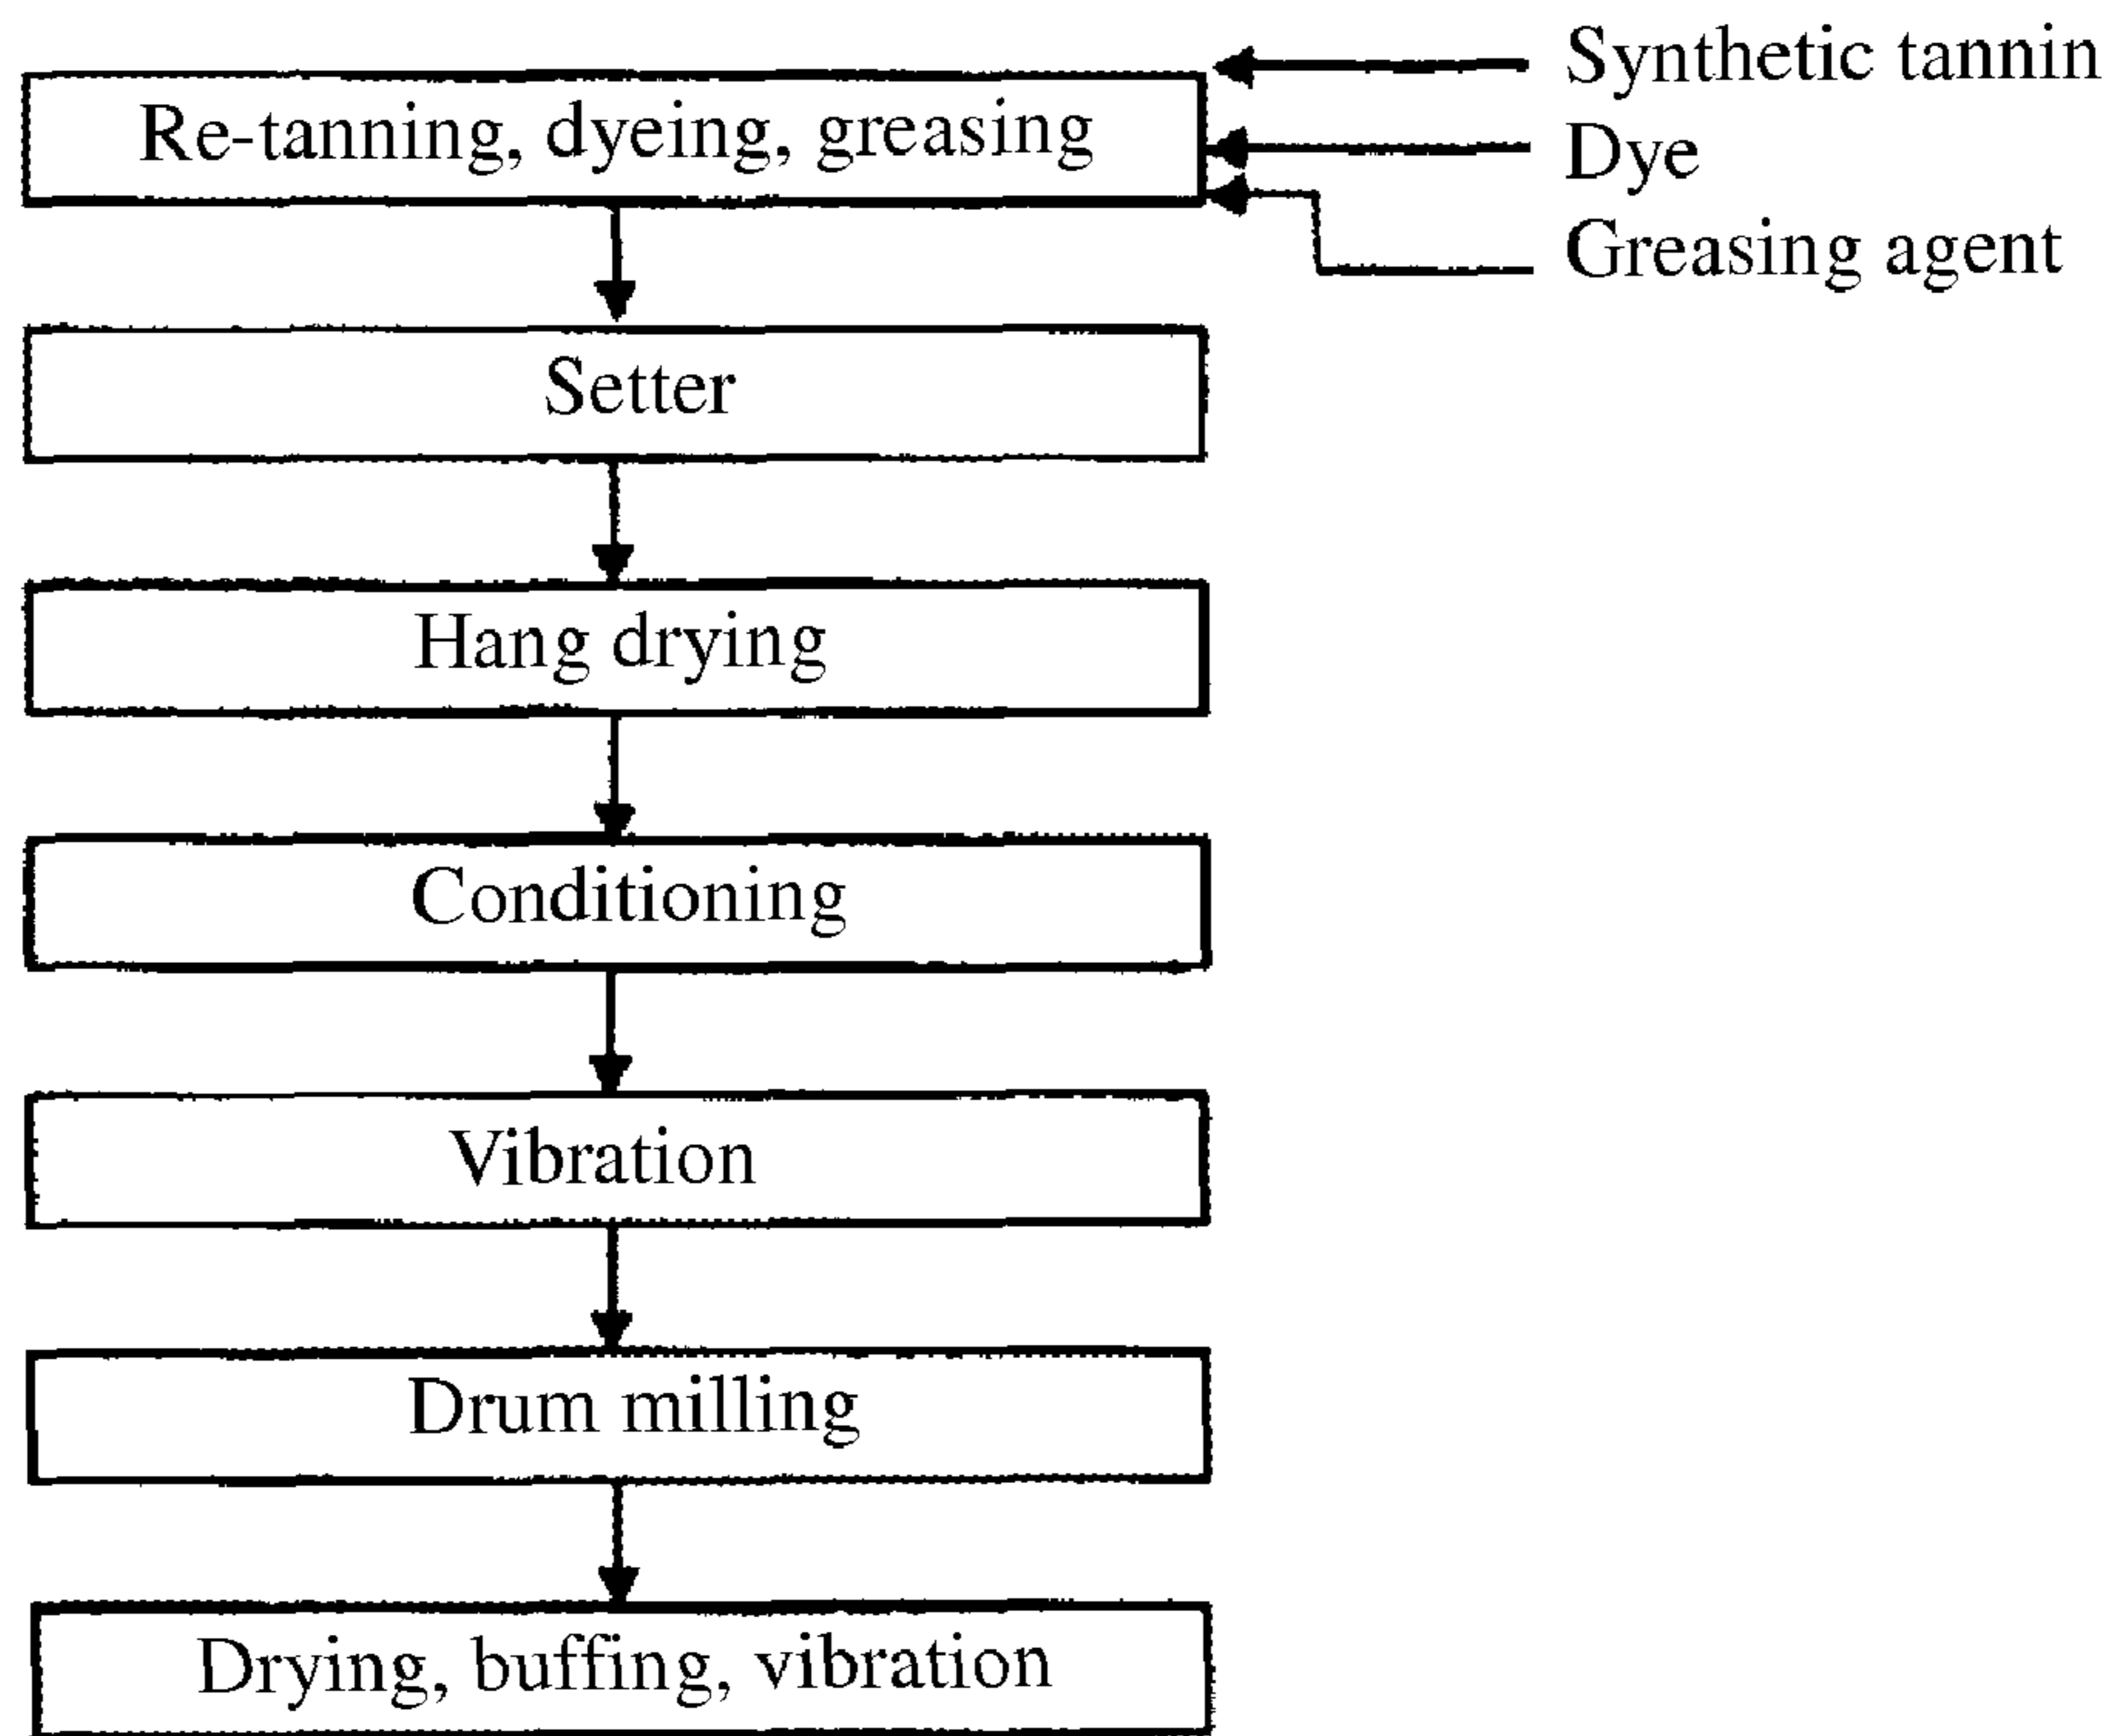 Re-tanning, dyeing, greasing
Synthetic tannin
Dye
Greasing agent
Setter
Hang drying
Conditioning
Vibration
Drum milling
Drying, buffing, vibration